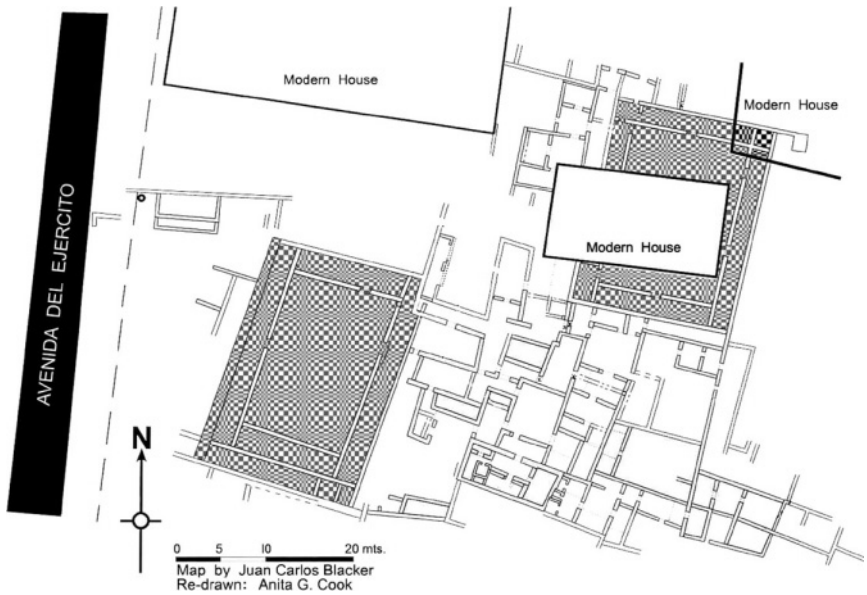 Modern House
Modern House
Modern House
AVENIDA DEL EJERCITO
N
0 5 10 20 mts.
Map by Juan Carlos Blacker
Re-drawn: Anita G. Cook